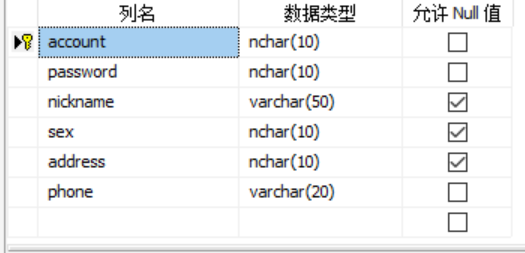 列名 数据类型 允许 Null 值
account nchar(10)
password nchar(10)
nickname varchar(50)
sex nchar(10)
address nchar(10)
phone varchar(20)